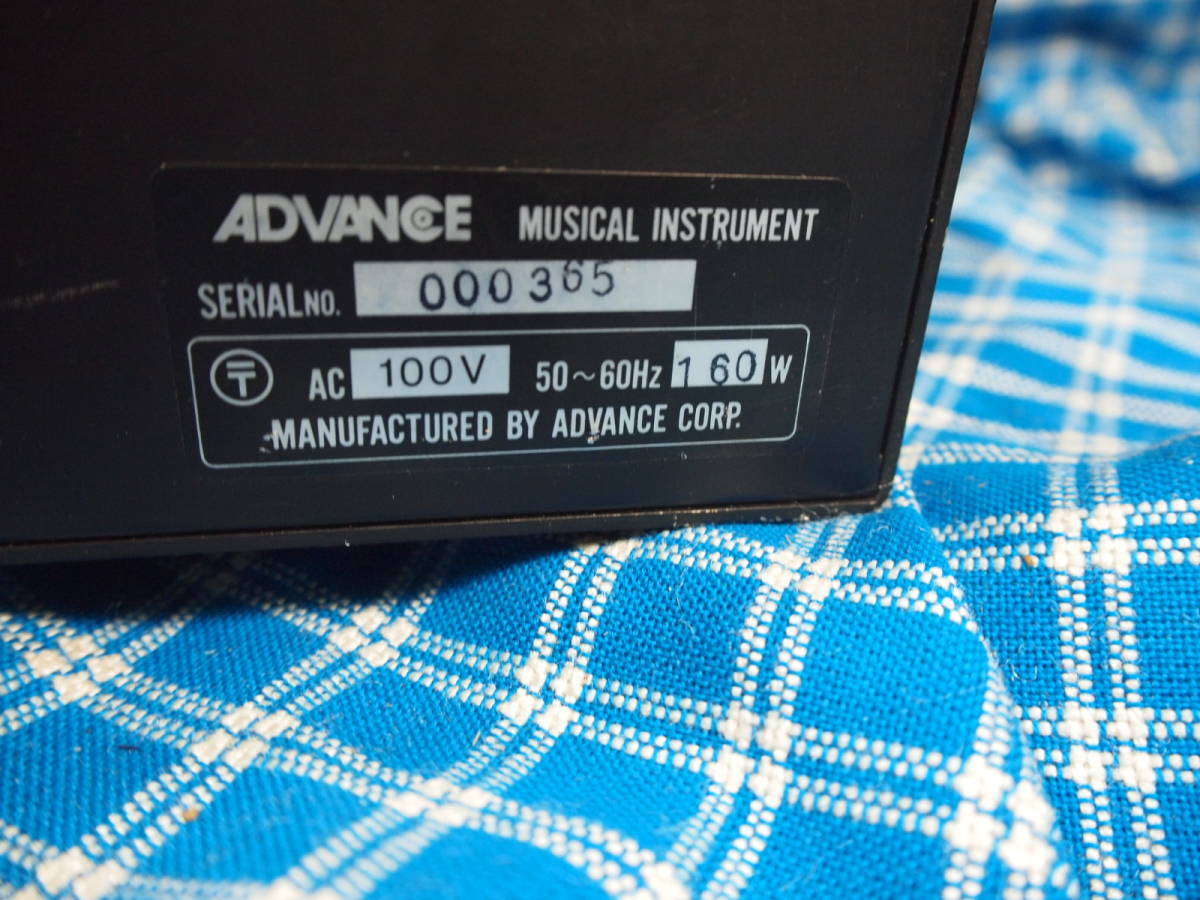 ADVANCE MUSICAL INSTRUMENT
SERIAL NO. 000365
〒 AC 100V 50~60Hz 160 W
MANUFACTURED BY ADVANCE CORP.